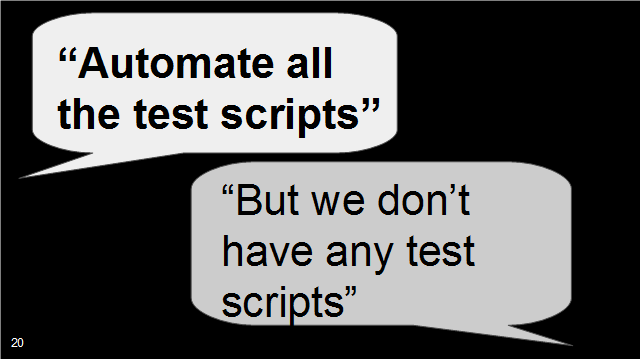 “Automate all
the test scripts”
“But we don’t
have any test
scripts”
20